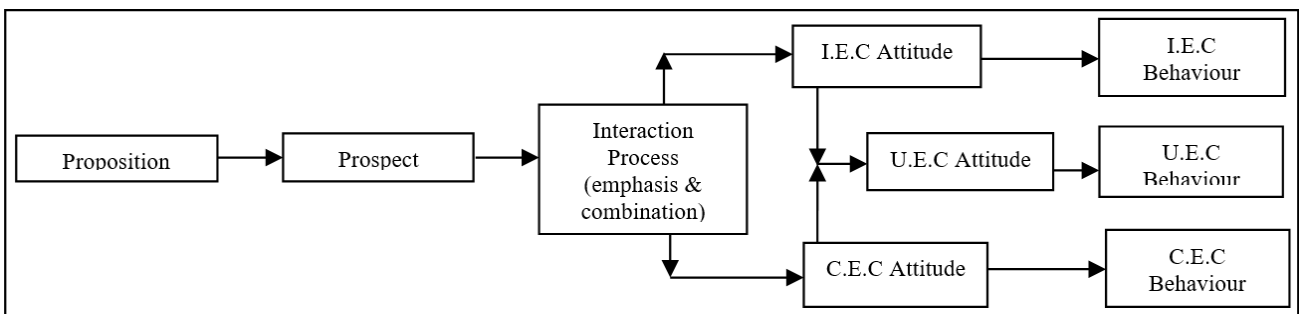 Proposition
Prospect
Interaction
Process
(emphasis &
combination)
I.E.C Attitude
U.E.C Attitude
C.E.C Attitude
I.E.C
Behaviour
U.E.C
Behaviour
C.E.C
Behaviour